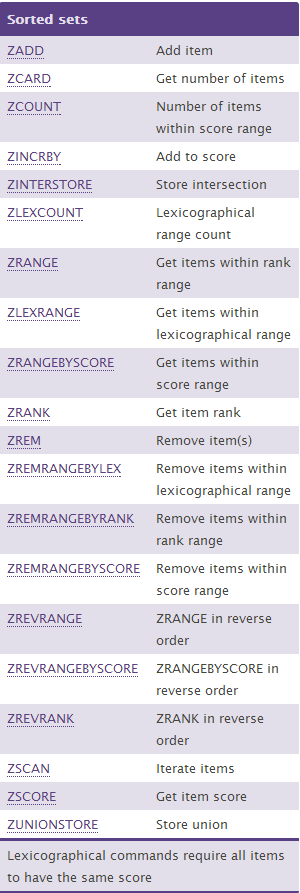 Sorted sets
ZADD Add item
ZCARD Get number of items
ZCOUNT Number of items
within score range
ZINCRBY Add to score
ZINTERSTORE Store intersection
ZLEXCOUNT Lexicographical
range count
ZRANGE Get items within rank
range
ZLEXRANGE Get items within
lexicographical range
ZRANGEBYSCORE Get items within
score range
ZRANK Get item rank
ZREM Remove item(s)
ZREMRANGEBYLEX Remove items within
lexicographical range
ZREMRANGEBYRANK Remove items within
rank range
ZREMRANGEBYSCORE Remove items within
score range
ZREVRANGE ZRANGE in reverse
order
ZREVRANGEBYSCORE ZRANGEBYSCORE in
reverse order
ZREVRANK ZRANK in reverse
order
ZSCAN Iterate items
ZSCORE Get item score
ZUNIONSTORE Store union
Lexicographical commands require all items
to have the same score